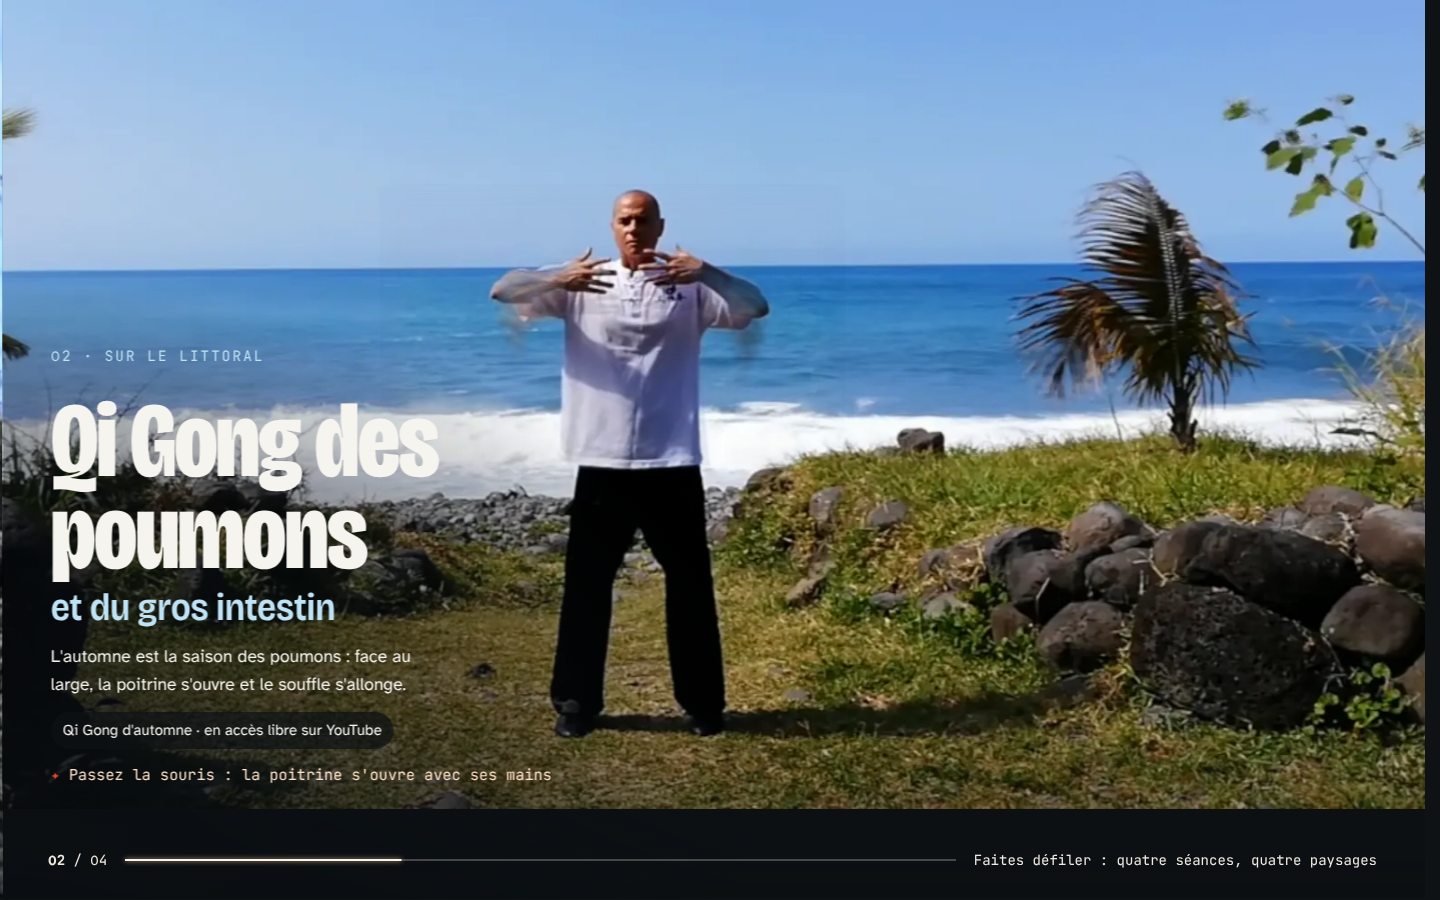 02 · SUR LE LITTORAL
Qi Gong des
poumons
et du gros intestin
L'automne est la saison des poumons : face au
large, la poitrine s'ouvre et le souffle s'allonge.
Qi Gong d'automne · en accès libre sur YouTube
✦ Passez la souris : la poitrine s'ouvre avec ses mains
02 / 04
Faites défiler : quatre séances, quatre paysages